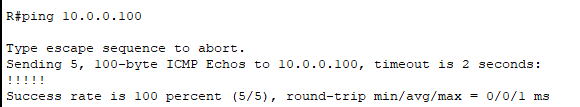 R#ping 10.0.0.100
Type escape sequence to abort.
Sending 5, 100-byte ICMP Echos to 10.0.0.100, timeout is 2 seconds:
!!!!!
Success rate is 100 percent (5/5), round-trip min/avg/max = 0/0/1 ms